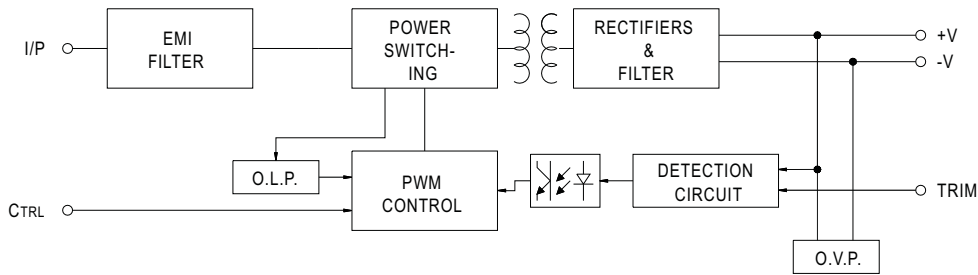 I/P
EMI
FILTER
POWER
SWITCH-
ING
RECTIFIERS
&
FILTER
+V
-V
O.L.P.
PWM
CONTROL
DETECTION
CIRCUIT
TRIM
CTRL
O.V.P.